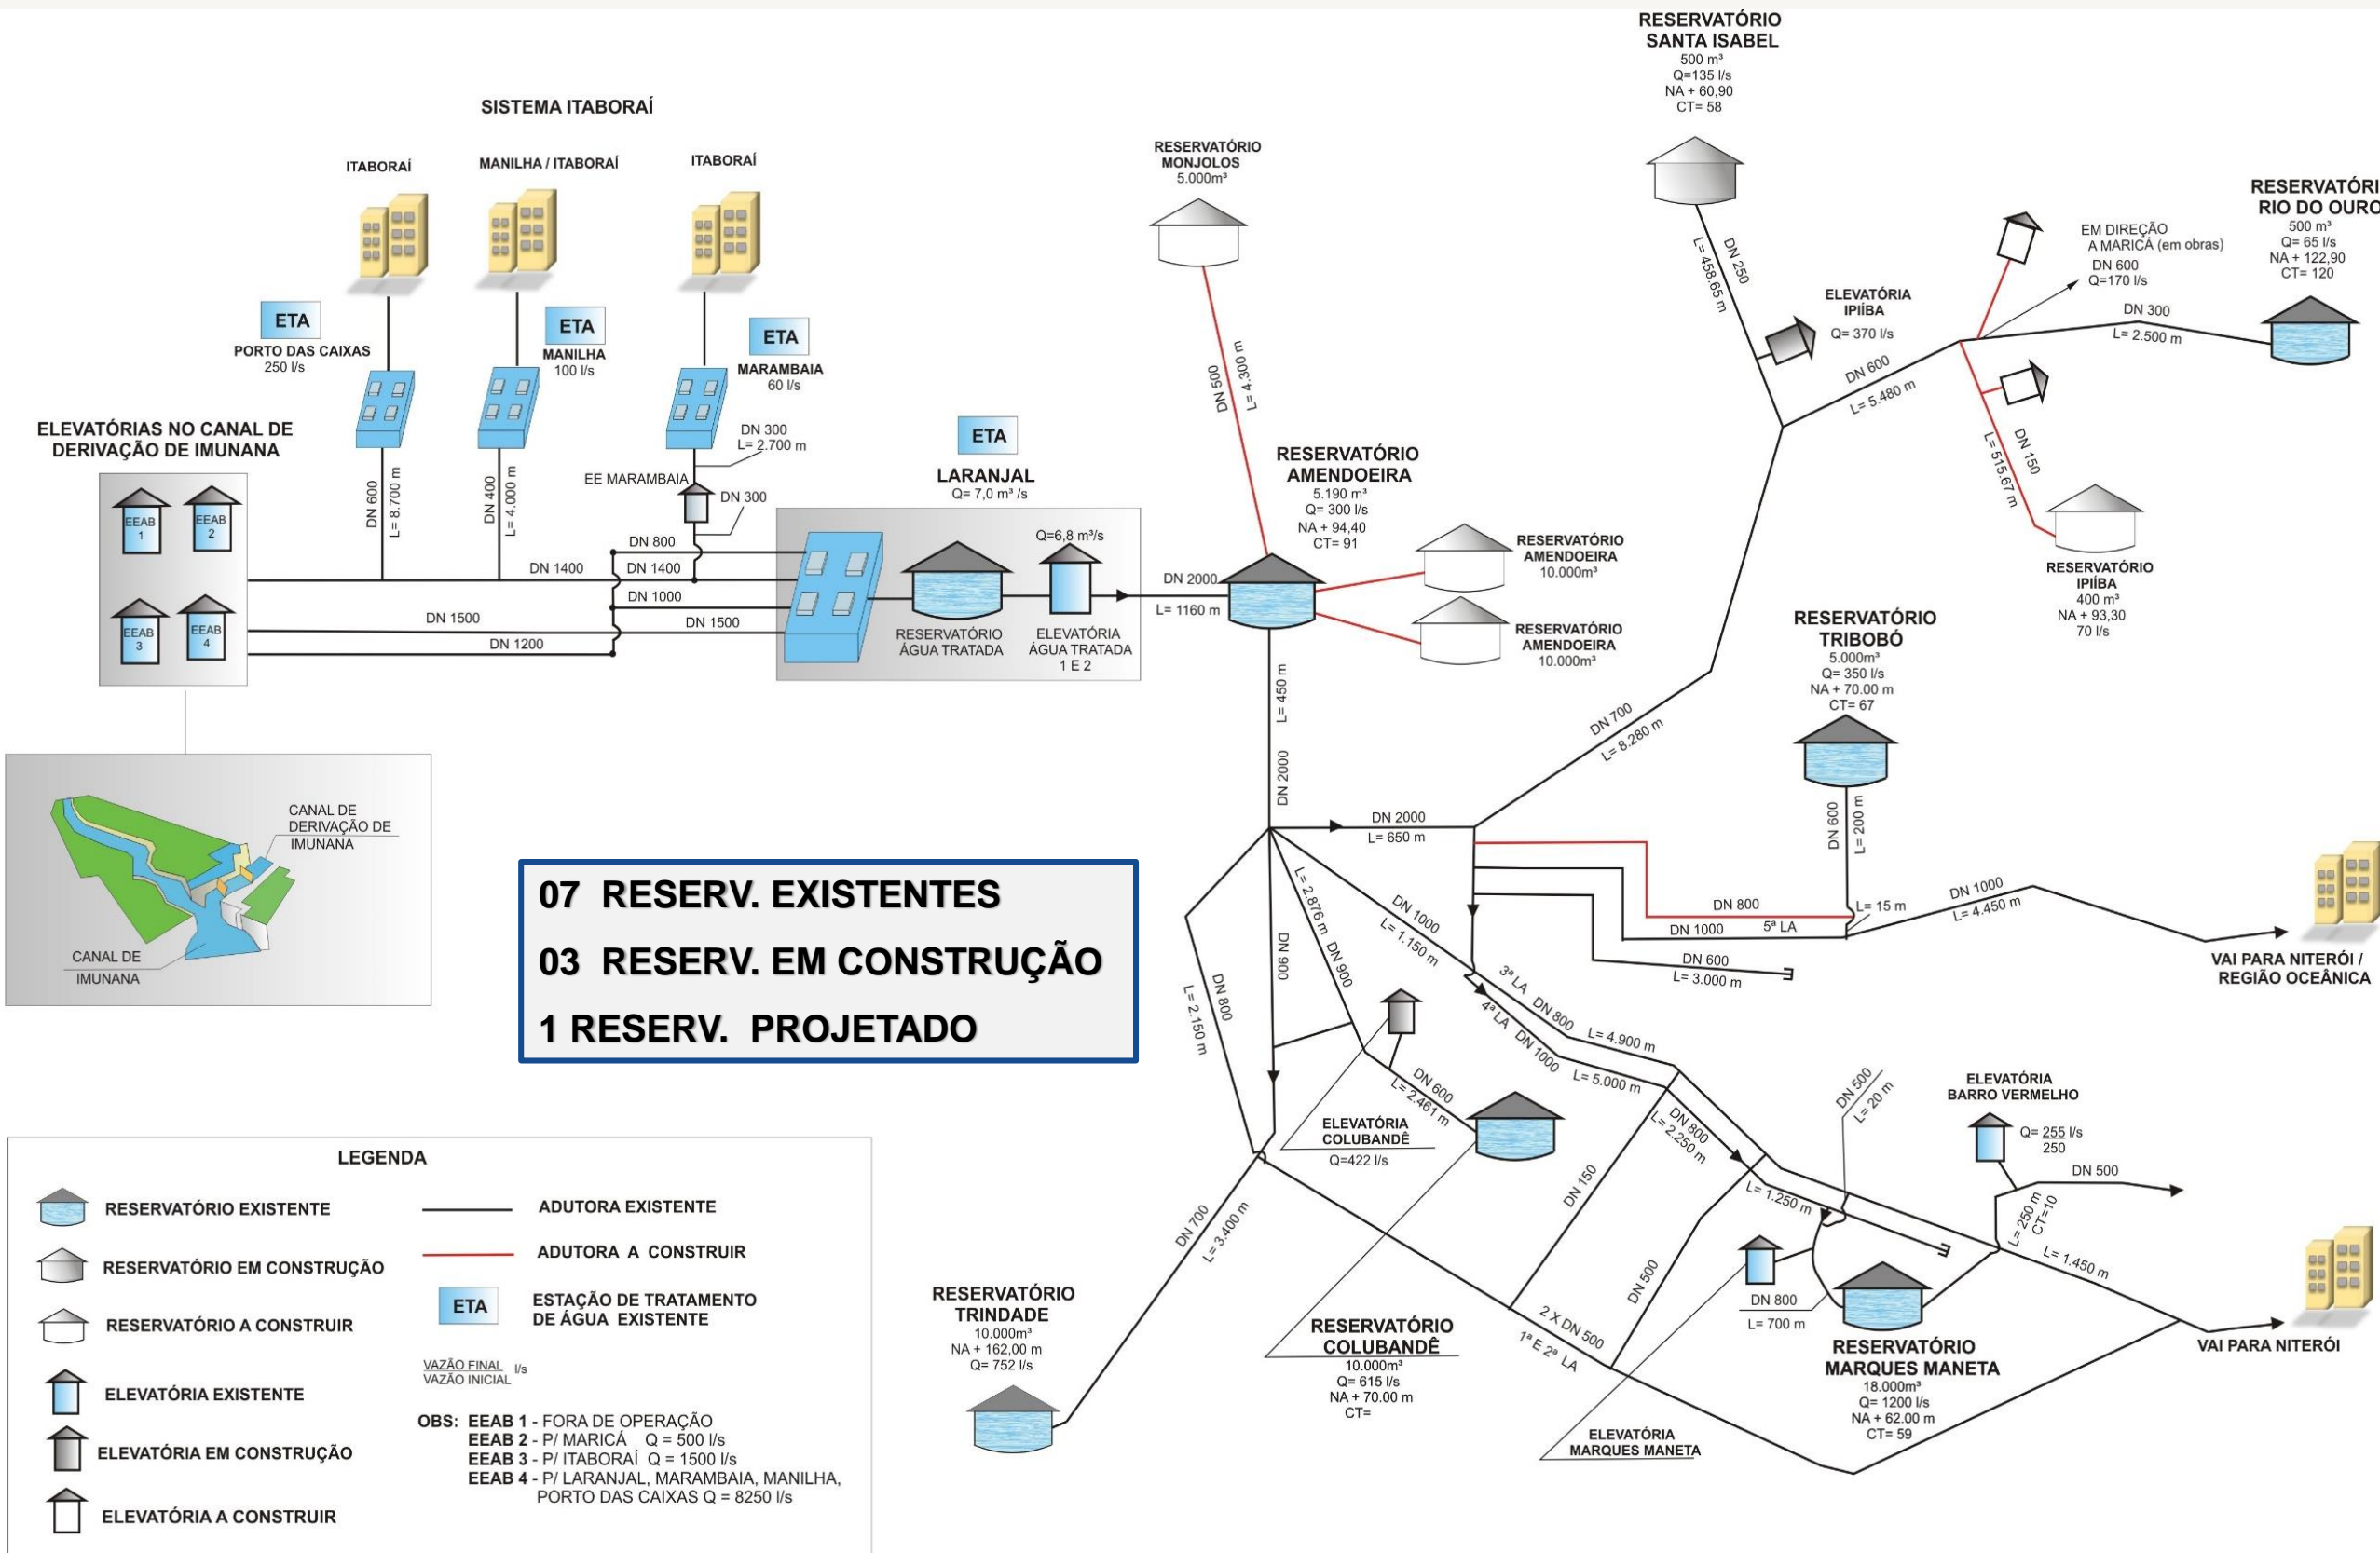 SISTEMA ITABORAÍ
ITABORAÍ
MANILHA / ITABORAÍ
ITABORAÍ
ETA
PORTO DAS CAIXAS
250 l/s
ETA
MANILHA
100 l/s
ETA
MARAMBAIA
60 l/s
ELEVATÓRIAS NO CANAL DE
DERIVAÇÃO DE IMUNANA
EEAB
1
EEAB
2
EEAB
3
EEAB
4
DN 600
L= 8.700 m
DN 400
L= 4.000 m
DN 300
L= 2.700 m
EE MARAMBAIA
DN 300
DN 800
DN 1400
DN 1400
DN 1000
DN 1500
DN 1500
DN 1200
ETA
LARANJAL
Q= 7,0 m³ /s
Q=6,8 m³/s
RESERVATÓRIO
ÁGUA TRATADA
ELEVATÓRIA
ÁGUA TRATADA
1 E 2
DN 2000
L= 1160 m
CANAL DE
DERIVAÇÃO DE
IMUNANA
CANAL DE
IMUNANA
07 RESERV. EXISTENTES
03 RESERV. EM CONSTRUÇÃO
1 RESERV. PROJETADO
RESERVATÓRIO
MONJOLOS
5.000m³
DN 500
L=4.300 m
RESERVATÓRIO
AMENDOEIRA
5.190 m³
Q= 300 l/s
NA + 94,40
CT= 91
RESERVATÓRIO
AMENDOEIRA
10.000m³
RESERVATÓRIO
AMENDOEIRA
10.000m³
RESERVATÓRIO
SANTA ISABEL
500 m³
Q=135 l/s
NA + 60,90
CT= 58
DN 250
L= 458.65 m
ELEVATÓRIA
IPIÍBA
Q= 370 l/s
EM DIREÇÃO
A MARICÁ (em obras)
DN 600
Q=170 l/s
RESERVATÓRI
RIO DO OURO
500 m³
Q= 65 l/s
NA + 122,90
CT= 120
DN 300
L= 2.500 m
DN 600
L= 5.480 m
DN 150
L= 515.67 m
RESERVATÓRIO
IPIÍBA
400 m³
NA + 93,30
70 l/s
RESERVATÓRIO
TRIBOBÓ
5.000m³
Q= 350 l/s
NA + 70.00 m
CT= 67
DN 700
L= 8.280 m
L= 450 m
DN 2000
DN 2000
L= 650 m
DN 600
L= 200 m
DN 800
L= 15 m
DN 1000
5ª LA
DN 1000
L= 4.450 m
DN 600
L= 3.000 m
VAI PARA NITERÓI /
REGIÃO OCEÂNICA
DN 800
L= 2.150 m
DN 900
L= 2.876 m
DN 900
DN 1000
L= 1.150 m
3ª LA
DN 800
L= 4.900 m
4ª LA
DN 1000
L= 5.000 m
DN 600
L= 2.461 m
ELEVATÓRIA
COLUBANDÊ
Q=422 l/s
DN 800
L= 2.250 m
DN 500
L= 20 m
ELEVATÓRIA
BARRO VERMELHO
Q= 255 l/s
250
DN 500
L= 250 m
CT=10
DN 150
L= 1.250 m
DN 500
L= 1.450 m
DN 700
L= 3.400 m
RESERVATÓRIO
TRINDADE
10.000m³
NA + 162,00 m
Q= 752 l/s
RESERVATÓRIO
COLUBANDÊ
10.000m³
Q= 615 l/s
NA + 70.00 m
CT=
2 X DN 500
1ª E 2ª LA
DN 800
L= 700 m
RESERVATÓRIO
MARQUES MANETA
18.000m³
Q= 1200 l/s
NA + 62.00 m
CT= 59
ELEVATÓRIA
MARQUES MANETA
VAI PARA NITERÓI
LEGENDA
RESERVATÓRIO EXISTENTE
RESERVATÓRIO EM CONSTRUÇÃO
RESERVATÓRIO A CONSTRUIR
ELEVATÓRIA EXISTENTE
ELEVATÓRIA EM CONSTRUÇÃO
ELEVATÓRIA A CONSTRUIR
ADUTORA EXISTENTE
ADUTORA A CONSTRUIR
ETA
ESTAÇÃO DE TRATAMENTO
DE ÁGUA EXISTENTE
VAZÃO FINAL l/s
VAZÃO INICIAL
OBS: EEAB 1 - FORA DE OPERAÇÃO
EEAB 2 - P/ MARICÁ Q = 500 l/s
EEAB 3 - P/ ITABORAÍ Q = 1500 l/s
EEAB 4 - P/ LARANJAL, MARAMBAIA, MANILHA,
PORTO DAS CAIXAS Q = 8250 l/s